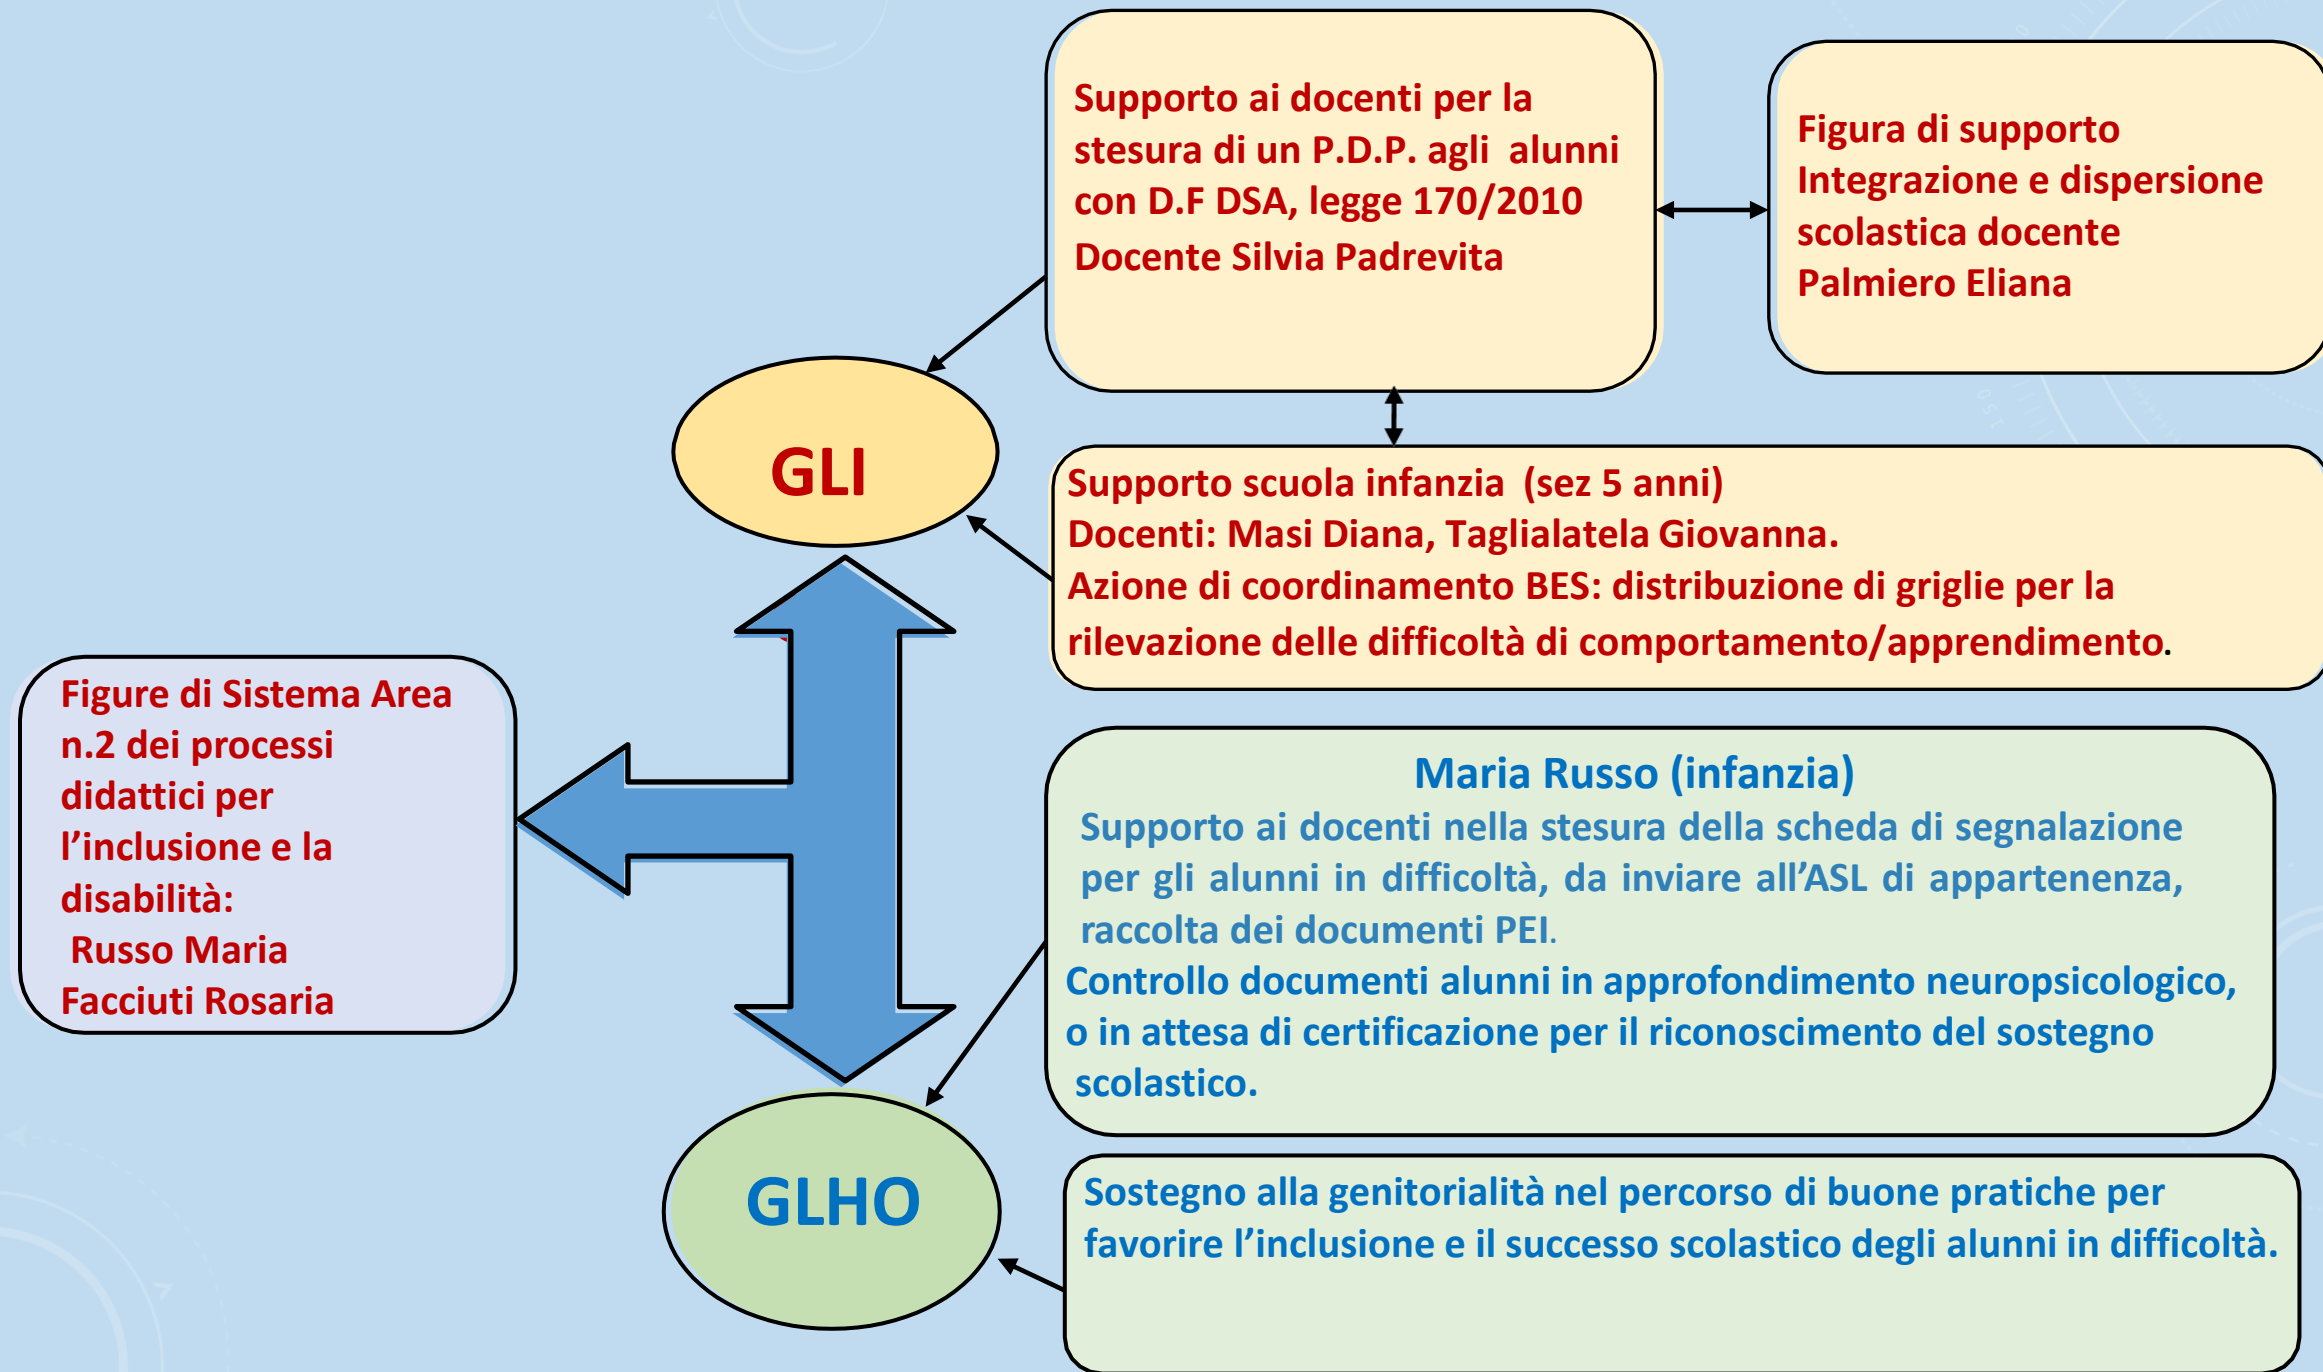 Supporto ai docenti per la
stesura di un P.D.P. agli alunni
con D.F DSA, legge 170/2010
Docente Silvia Padrevita
Figura di supporto
Integrazione e dispersione
scolastica docente
Palmiero Eliana
GLI
Supporto scuola infanzia (sez 5 anni)
Docenti: Masi Diana, Taglialatela Giovanna.
Azione di coordinamento BES: distribuzione di griglie per la
rilevazione delle difficoltà di comportamento/apprendimento.
Figure di Sistema Area
n.2 dei processi
didattici per
l’inclusione e la
disabilità:
Russo Maria
Facciuti Rosaria
Maria Russo (infanzia)
Supporto ai docenti nella stesura della scheda di segnalazione
per gli alunni in difficoltà, da inviare all’ASL di appartenenza,
raccolta dei documenti PEI.
Controllo documenti alunni in approfondimento neuropsicologico,
o in attesa di certificazione per il riconoscimento del sostegno
scolastico.
GLHO
Sostegno alla genitorialità nel percorso di buone pratiche per
favorire l’inclusione e il successo scolastico degli alunni in difficoltà.